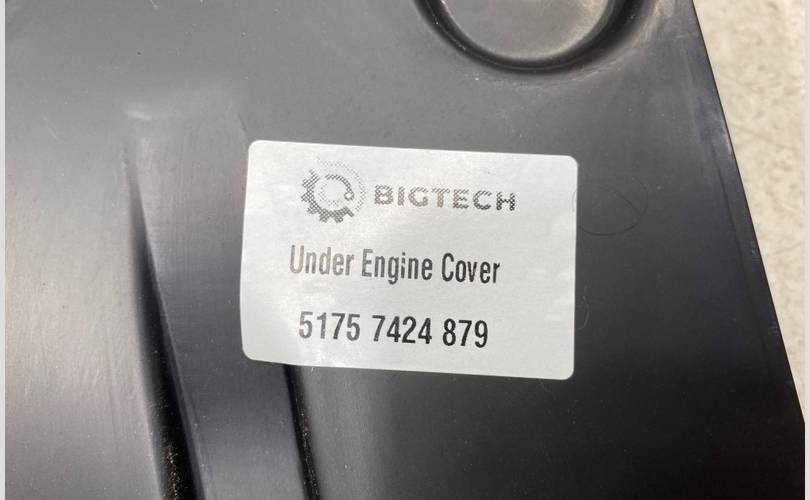 BIGTECH
Under Engine Cover
5175 7424 879